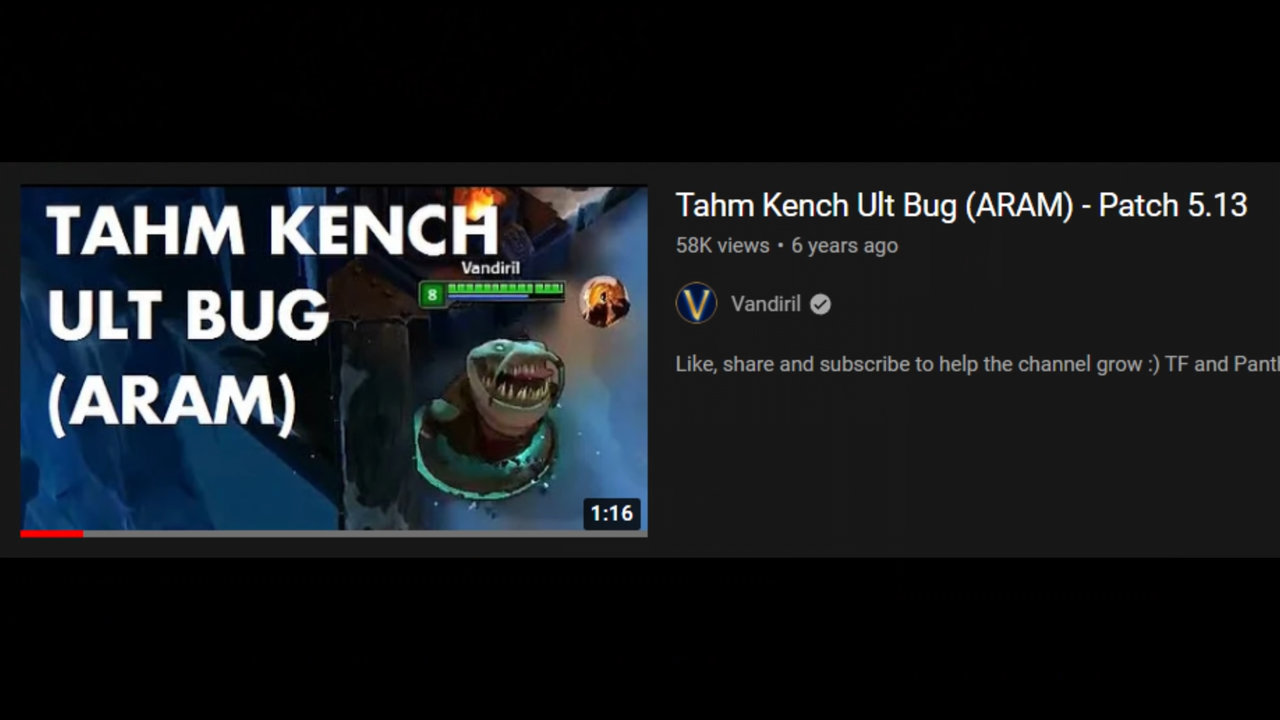 TAHM KENCH
ULT BUG
(ARAM)
Vandiril
8
1:16
Tahm Kench Ult Bug (ARAM) - Patch 5.13
58K views • 6 years ago
V
Vandiril
Like, share and subscribe to help the channel grow :) TF and Pant